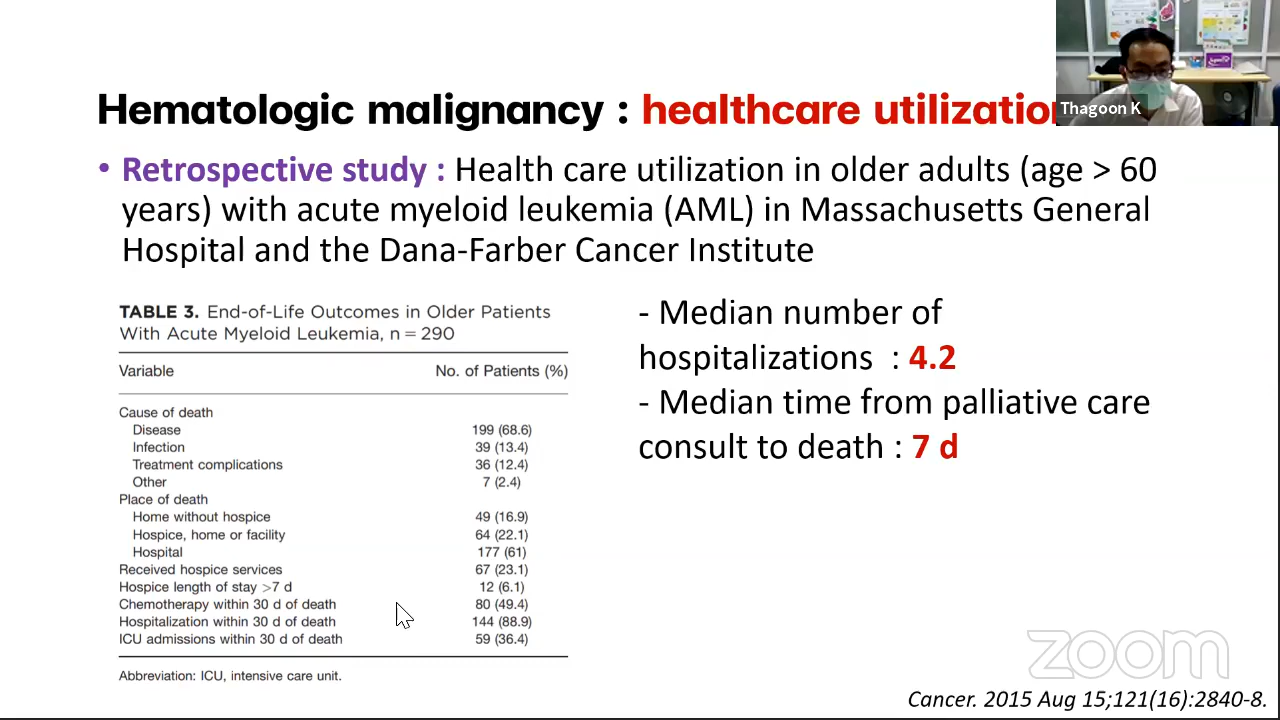 Hematologic malignancy : healthcare utilization
Thagoon K
• Retrospective study : Health care utilization in older adults (age > 60
years) with acute myeloid leukemia (AML) in Massachusetts General
Hospital and the Dana-Farber Cancer Institute
TABLE 3. End-of-Life Outcomes in Older Patients
With Acute Myeloid Leukemia, n = 290
Variable No. of Patients (%)
Cause of death
Disease 199 (68.6)
Infection 39 (13.4)
Treatment complications 36 (12.4)
Other 7 (2.4)
Place of death
Home without hospice 49 (16.9)
Hospice, home or facility 64 (22.1)
Hospital 177 (61)
Received hospice services 67 (23.1)
Hospice length of stay >7 d 12 (6.1)
Chemotherapy within 30 d of death 80 (49.4)
Hospitalization within 30 d of death 144 (88.9)
ICU admissions within 30 d of death 59 (36.4)
Abbreviation: ICU, intensive care unit.
- Median number of
hospitalizations : 4.2
- Median time from palliative care
consult to death : 7 d
zoom
Cancer. 2015 Aug 15;121(16):2840-8.